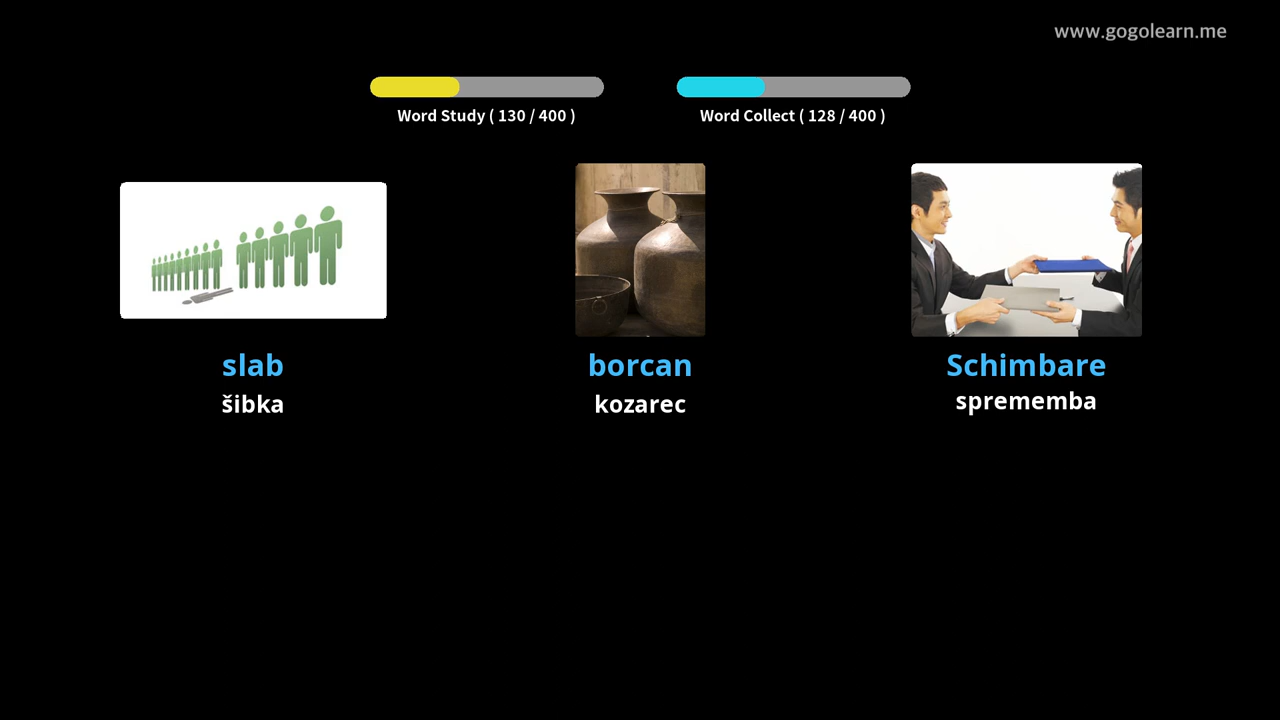 www.gogolearn.me
Word Study ( 130 / 400 )
Word Collect ( 128 / 400 )
slab
borcan
Schimbare
šibka
kozarec
sprememba